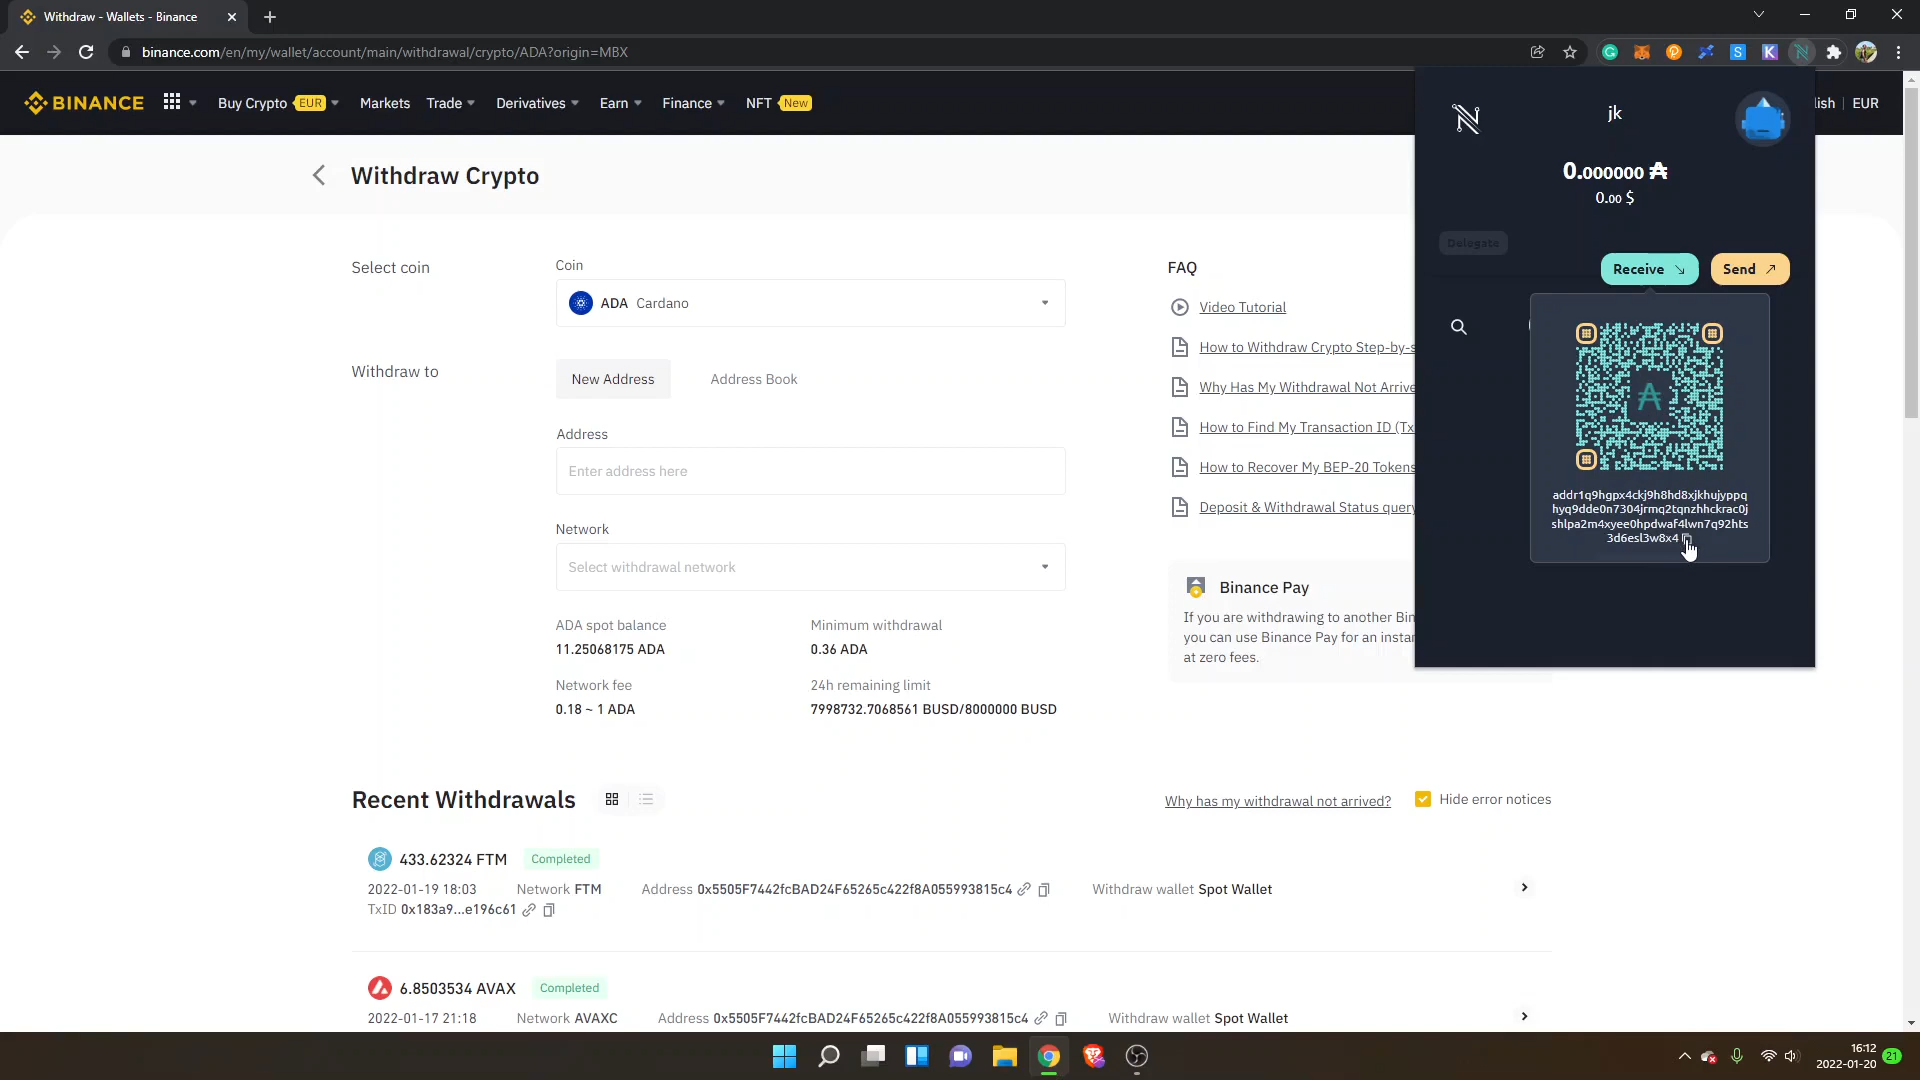 Withdraw - Wallets - Binance
binance.com/en/my/wallet/account/main/withdrawal/crypto/ADA?origin=MBX
BINANCE
Buy Crypto EUR
Markets
Trade
Derivatives
Earn
Finance
NFT New
lish | EUR
Withdraw Crypto
Select coin
Coin
ADA Cardano
Withdraw to
New Address
Address Book
Address
Enter address here
Network
Select withdrawal network
ADA spot balance
11.25068175 ADA
Minimum withdrawal
0.36 ADA
Network fee
0.18 ~ 1 ADA
24h remaining limit
7998732.7068561 BUSD/8000000 BUSD
FAQ
Video Tutorial
How to Withdraw Crypto Step-by-s
Why Has My Withdrawal Not Arrive
How to Find My Transaction ID (Tx
How to Recover My BEP-20 Tokens
Deposit & Withdrawal Status query
Binance Pay
If you are withdrawing to another Bin
you can use Binance Pay for an instar
at zero fees.
jk
0.000000 ₳
0.00 $
Delegate
Receive
Send
addr1q9hgpx4ckj9h8hd8xjkhujyppq
hyq9dde0n7304jrmq2tqnzhhckrac0j
shlpa2m4xyee0hpdwaf4lwn7q92hts
3d6esl3w8x4
Recent Withdrawals
Why has my withdrawal not arrived?
Hide error notices
433.62324 FTM Completed
2022-01-19 18:03
Network FTM
Address 0x5505F7442fcBAD24F65265c422f8A055993815c4
Withdraw wallet Spot Wallet
TxID 0x183a9...e196c61
6.8503534 AVAX Completed
2022-01-17 21:18
Network AVAXC
Address 0x5505F7442fcBAD24F65265c422f8A055993815c4
Withdraw wallet Spot Wallet
16:12
2022-01-20
21